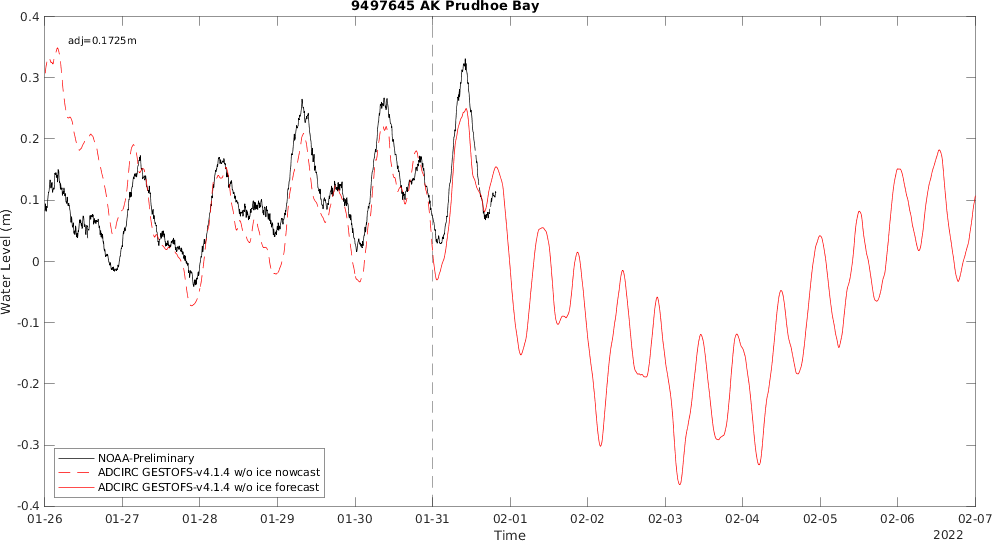 9497645 AK Prudhoe Bay
adj=0.1725m
0.4
0.3
0.2
0.1
0
-0.1
-0.2
-0.3
-0.4
Water Level (m)
NOAA-Preliminary
ADCIRC GESTOFS-v4.1.4 w/o ice nowcast
ADCIRC GESTOFS-v4.1.4 w/o ice forecast
01-26 01-27 01-28 01-29 01-30 01-31 02-01 02-02 02-03 02-04 02-05 02-06 02-07
Time
2022